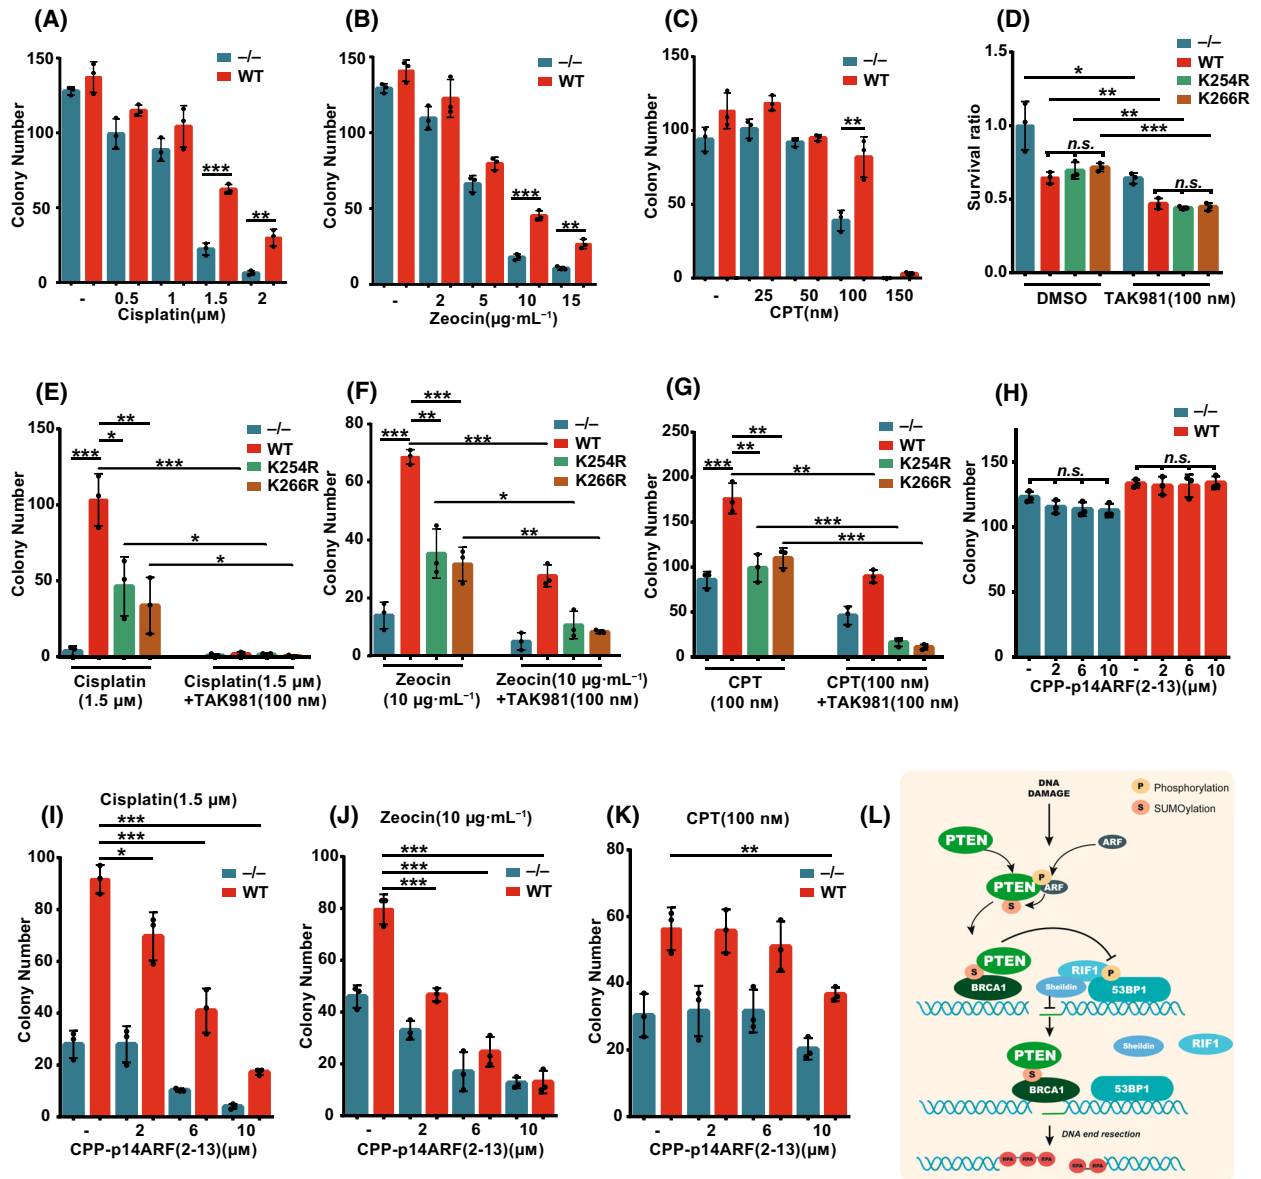 (A)
150
100
50
0
Colony Number
–/–
WT
***
**
- 0.5 1 1.5 2
Cisplatin(μM)
(B)
150
100
50
0
Colony Number
–/–
WT
***
**
- 2 5 10 15
Zeocin(μg·mL⁻¹)
(C)
150
100
50
0
Colony Number
–/–
WT
**
- 25 50 100 150
CPT(nM)
(D)
1.5
1.0
0.5
0.0
Survival ratio
–/–
WT
K254R
K266R
*
**
**
***
n.s.
n.s.
DMSO TAK981(100 nM)
(E)
150
100
50
0
Colony Number
–/–
WT
K254R
K266R
**
*
***
***
*
*
Cisplatin
(1.5 μM)
Cisplatin(1.5 μM)
+TAK981(100 nM)
(F)
80
60
40
20
0
Colony Number
–/–
WT
K254R
K266R
***
**
***
***
*
**
Zeocin
(10 μg·mL⁻¹)
Zeocin(10 μg·mL⁻¹)
+TAK981(100 nM)
(G)
250
200
150
100
50
0
Colony Number
–/–
WT
K254R
K266R
**
**
***
**
***
***
CPT
(100 nM)
CPT(100 nM)
+TAK981(100 nM)
(H)
150
100
50
0
Colony Number
–/–
WT
n.s.
n.s.
- 2 6 10 - 2 6 10
CPP-p14ARF(2-13)(μM)
(I)
Cisplatin(1.5 μM)
***
***
*
100
80
60
40
20
0
Colony Number
–/–
WT
- 2 6 10
CPP-p14ARF(2-13)(μM)
(J)
Zeocin(10 μg·mL⁻¹)
***
***
***
100
80
60
40
20
0
Colony Number
–/–
WT
- 2 6 10
CPP-p14ARF(2-13)(μM)
(K)
CPT(100 nM)
**
80
60
40
20
0
Colony Number
–/–
WT
- 2 6 10
CPP-p14ARF(2-13)(μM)
(L)
DNA
DAMAGE
P Phosphorylation
S SUMOylation
PTEN
ARF
P
PTEN
ARF
S
PTEN
S
BRCA1
RIF1
P
Sheildin
53BP1
PTEN
S
BRCA1
53BP1
Sheildin
RIF1
DNA end resection
RPA RPA RPA
RPA RPA